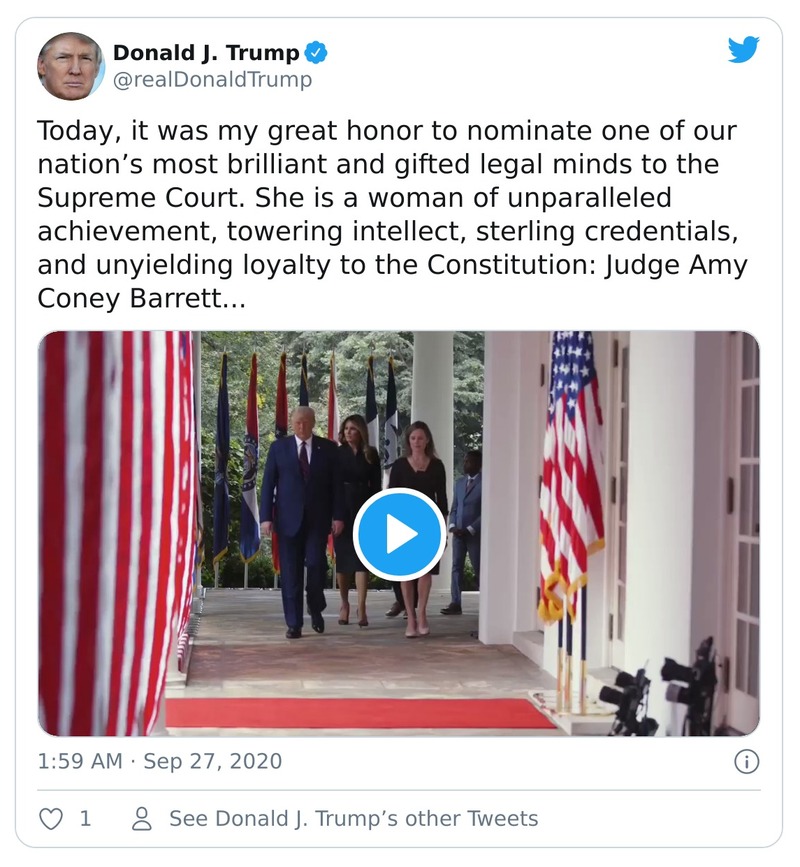 Donald J. Trump
@realDonaldTrump
Today, it was my great honor to nominate one of our
nation’s most brilliant and gifted legal minds to the
Supreme Court. She is a woman of unparalleled
achievement, towering intellect, sterling credentials,
and unyielding loyalty to the Constitution: Judge Amy
Coney Barrett...
1:59 AM · Sep 27, 2020
1 See Donald J. Trump’s other Tweets